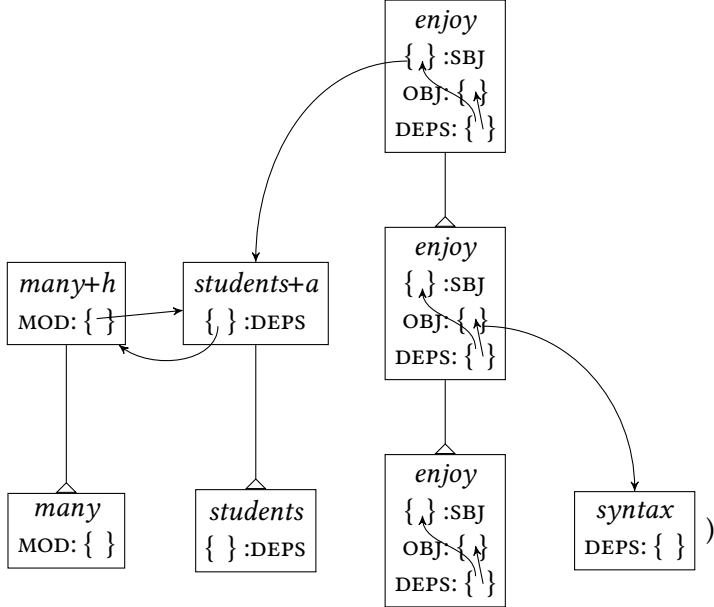 enjoy
{ } :SBJ
OBJ: { }
DEPS: { }
many+h
MOD: { }
students+a
{ } :DEPS
enjoy
{ } :SBJ
OBJ: { }
DEPS: { }
many
MOD: { }
students
{ } :DEPS
enjoy
{ } :SBJ
OBJ: { }
DEPS: { }
syntax
DEPS: { }
)